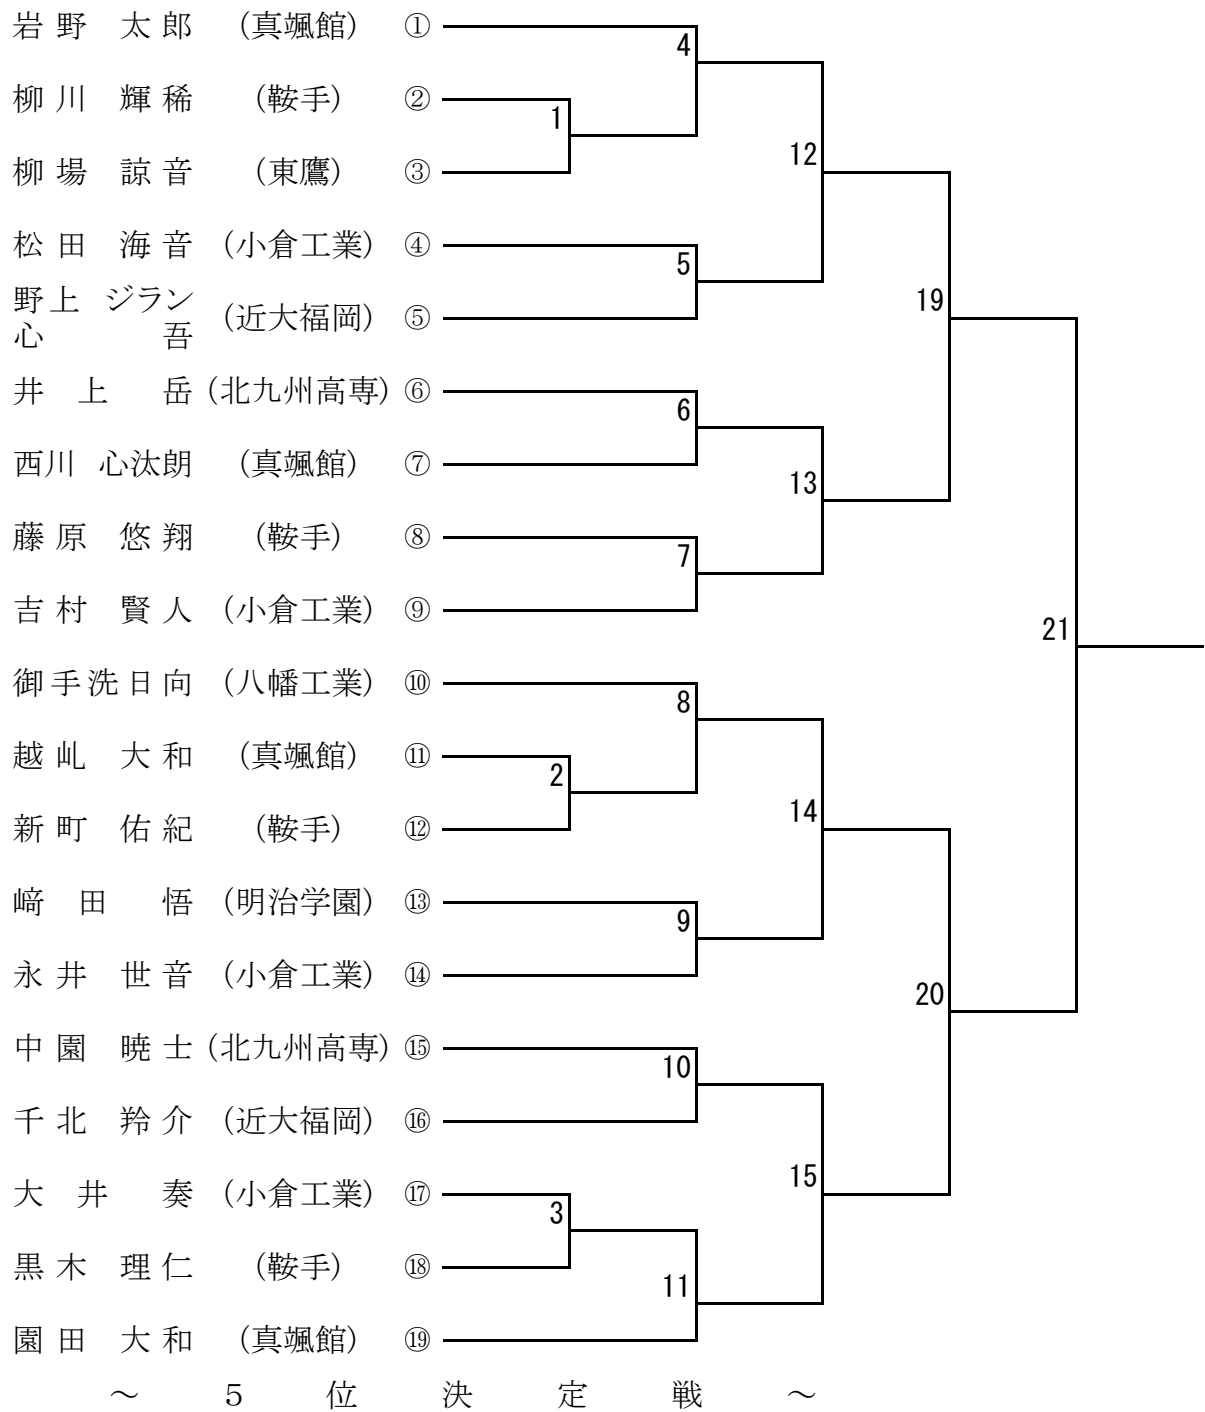 岩野 太郎 (真颯館) ①
4
柳川 輝稀 (鞍手) ②
1
12
柳場 諒音 (東鷹) ③
松田 海音 (小倉工業) ④
5
野上 ジラン
心 吾 (近大福岡) ⑤
19
井上 岳 (北九州高専) ⑥
6
西川 心汰朗 (真颯館) ⑦
13
藤原 悠翔 (鞍手) ⑧
7
吉村 賢人 (小倉工業) ⑨
21
御手洗日向 (八幡工業) ⑩
8
越乢 大和 (真颯館) ⑪
2
14
新町 佑紀 (鞍手) ⑫
﨑田 悟 (明治学園) ⑬
9
永井 世音 (小倉工業) ⑭
20
中園 暁士 (北九州高専) ⑮
10
千北 羚介 (近大福岡) ⑯
15
大井 奏 (小倉工業) ⑰
3
黒木 理仁 (鞍手) ⑱
11
園田 大和 (真颯館) ⑲
～ 5 位 決 定 戦 ～